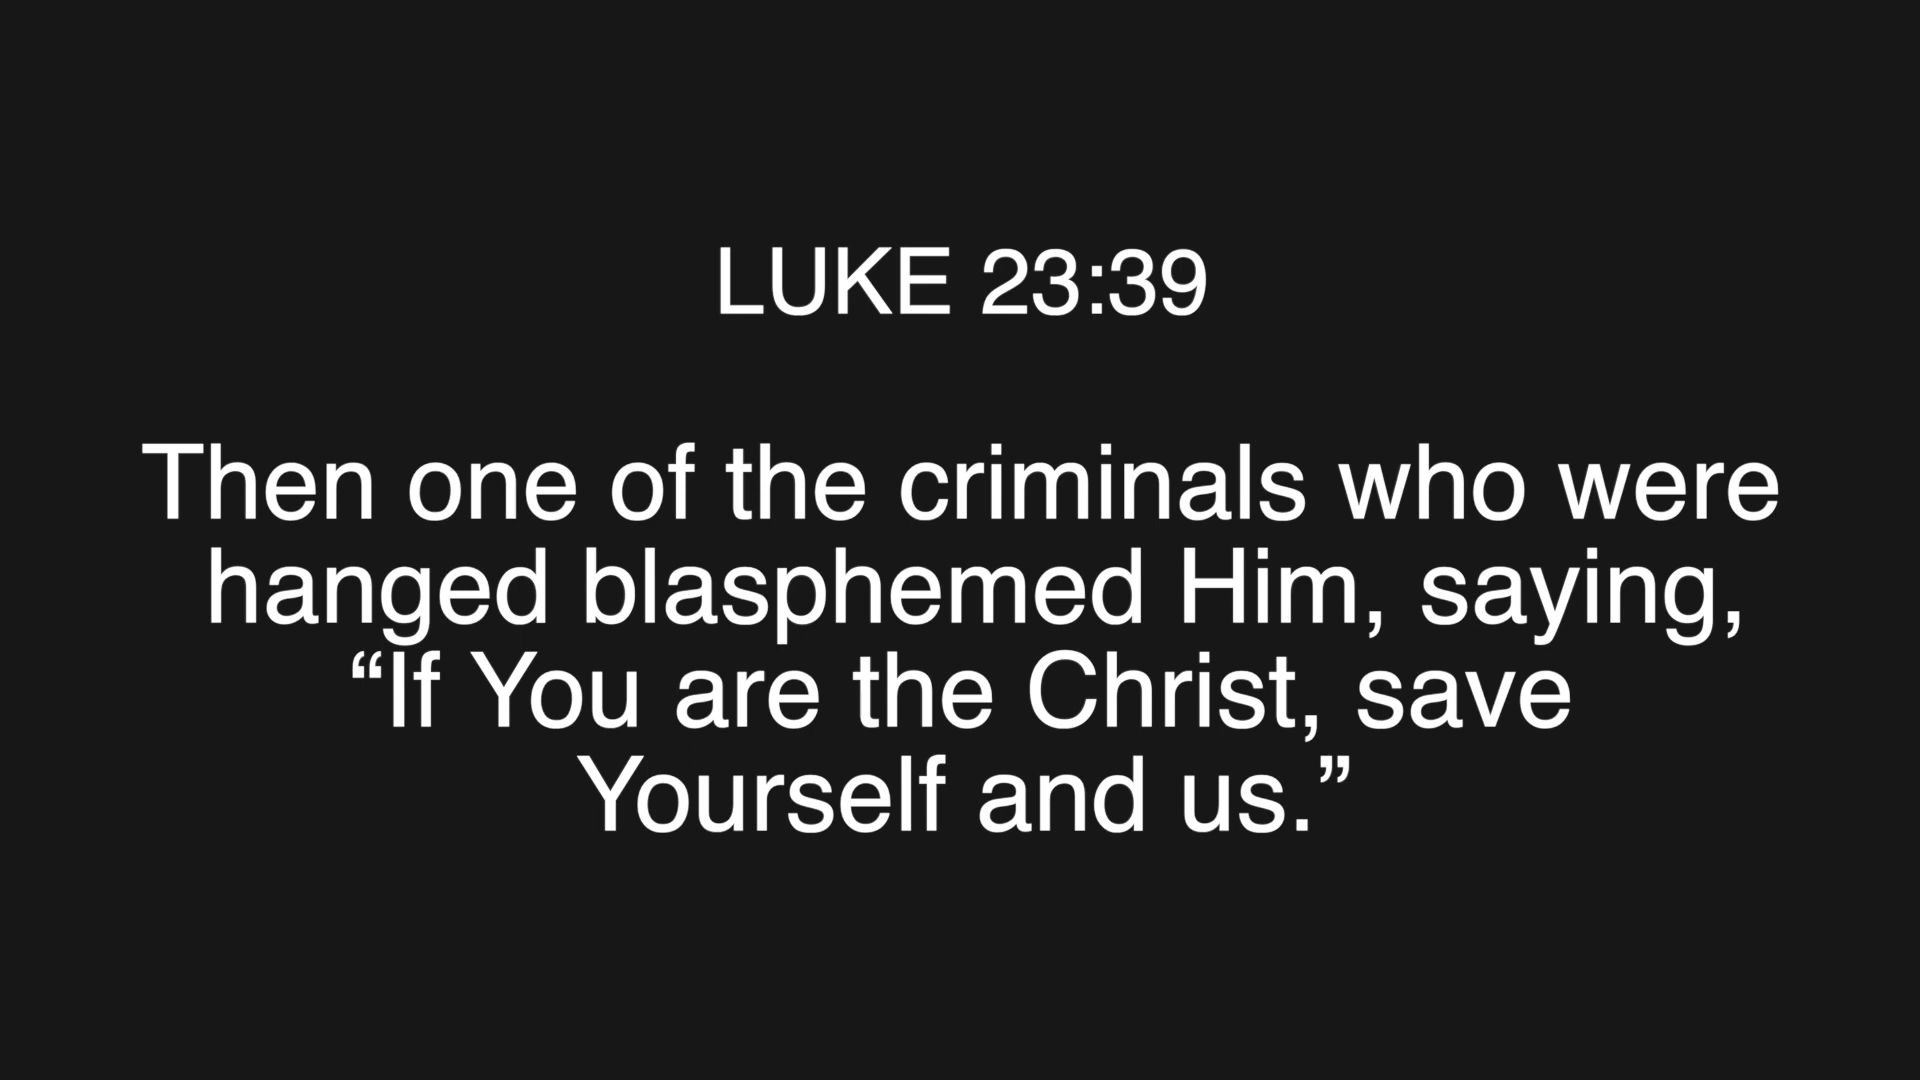 LUKE 23:39
Then one of the criminals who were
hanged blasphemed Him, saying,
“If You are the Christ, save
Yourself and us.”